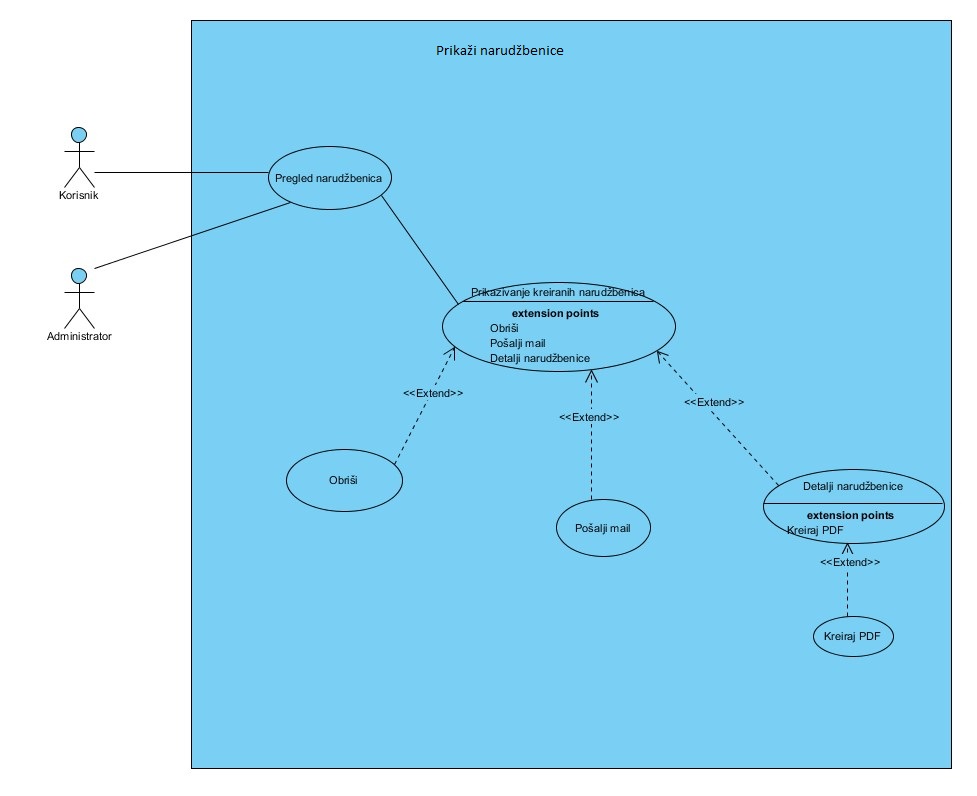 Prikaži narudžbenice
Korisnik
Pregled narudžbenica
Administrator
Prikazivanje kreiranih narudžbenica
extension points
Obriši
Pošalji mail
Detalji narudžbenice
<<Extend>>
<<Extend>>
<<Extend>>
Obriši
Pošalji mail
Detalji narudžbenice
extension points
Kreiraj PDF
<<Extend>>
Kreiraj PDF